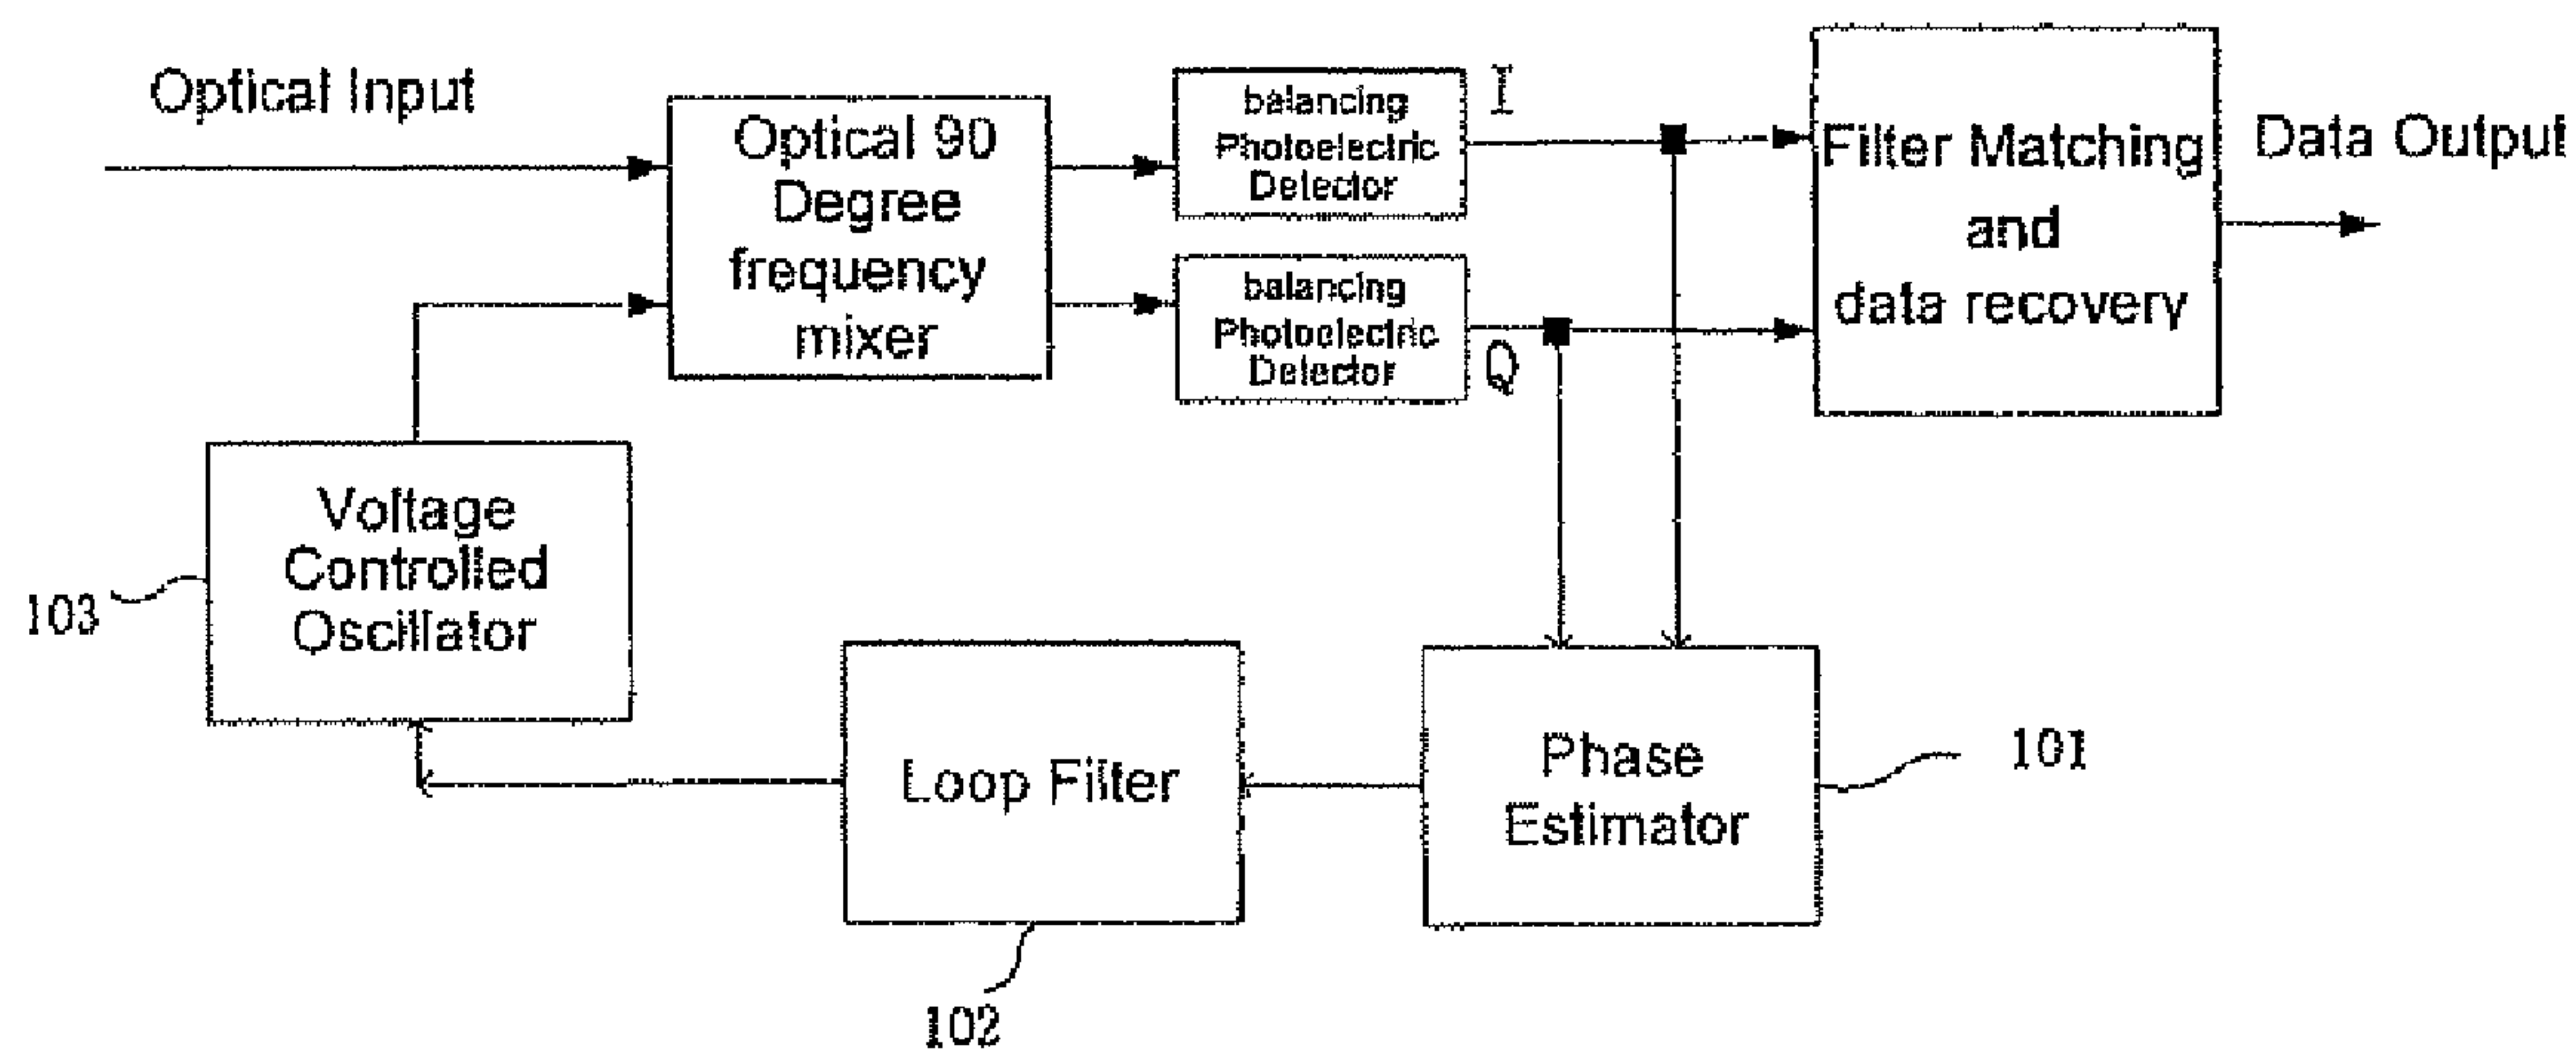 Optical Input
Optical 90
Degree
frequency
mixer
balancing
Photoelectric
Detector
I
balancing
Photoelectric
Detector
Q
Filter Matching
and
data recovery
Data Output
Voltage
Controlled
Oscillator
103
Loop Filter
102
Phase
Estimator
101